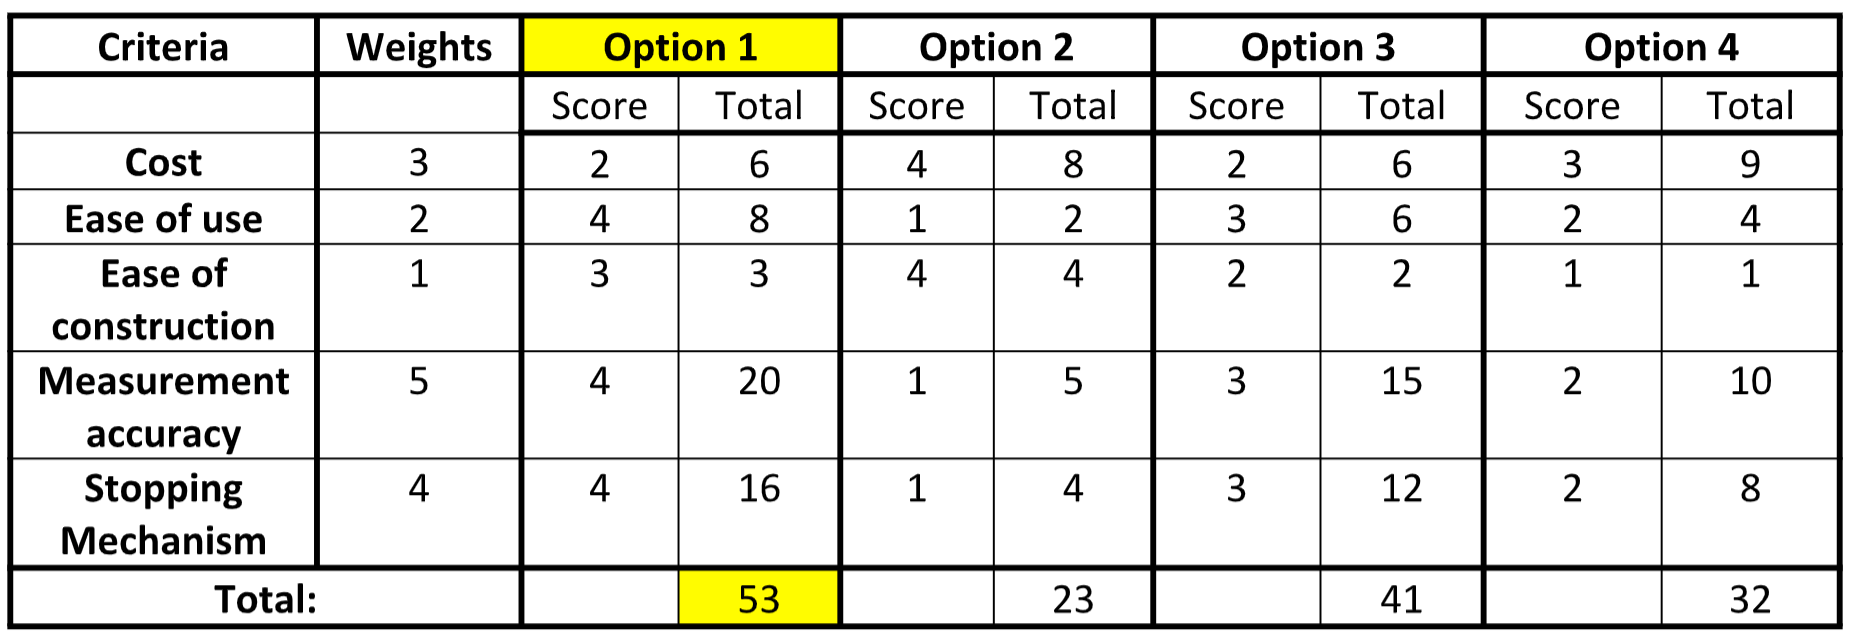 Criteria Weights Option 1 Option 2 Option 3 Option 4
Score Total Score Total Score Total Score Total
Cost 3 2 6 4 8 2 6 3 9
Ease of use 2 4 8 1 2 3 6 2 4
Ease of 1 3 3 4 4 2 2 1 1
construction
Measurement 5 4 20 1 5 3 15 2 10
accuracy
Stopping 4 4 16 1 4 3 12 2 8
Mechanism
Total: 53 23 41 32